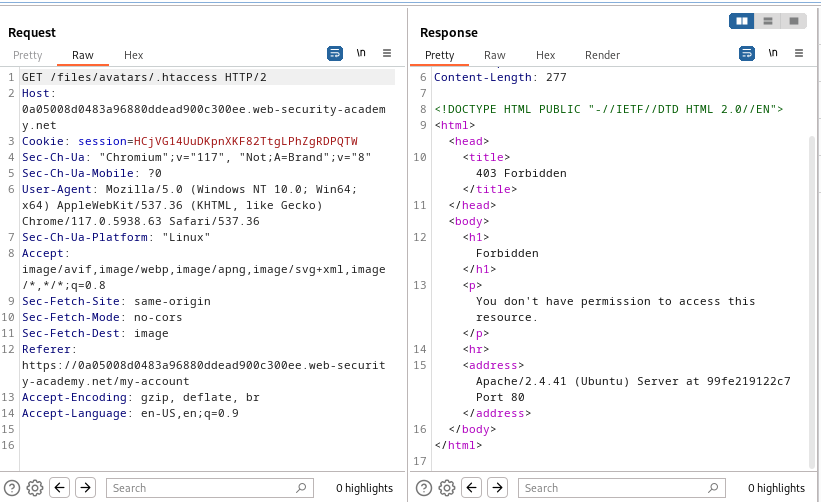 Request
Pretty Raw Hex
\n
1 GET /files/avatars/.htaccess HTTP/2
2 Host:
0a05008d0483a96880ddead900c300ee.web-security-academ
y.net
3 Cookie: session=HCjVG14UuDKpnXKF82TtgLPhZgRDPQTW
4 Sec-Ch-Ua: "Chromium";v="117", "Not;A=Brand";v="8"
5 Sec-Ch-Ua-Mobile: ?0
6 User-Agent: Mozilla/5.0 (Windows NT 10.0; Win64;
x64) AppleWebKit/537.36 (KHTML, like Gecko)
Chrome/117.0.5938.63 Safari/537.36
7 Sec-Ch-Ua-Platform: "Linux"
8 Accept:
image/avif,image/webp,image/apng,image/svg+xml,image
/*,*/*;q=0.8
9 Sec-Fetch-Site: same-origin
10 Sec-Fetch-Mode: no-cors
11 Sec-Fetch-Dest: image
12 Referer:
https://0a05008d0483a96880ddead900c300ee.web-securit
y-academy.net/my-account
13 Accept-Encoding: gzip, deflate, br
14 Accept-Language: en-US,en;q=0.9
15
16
Search
0 highlights
Response
Pretty Raw Hex Render
\n
6 Content-Length: 277
7
8 <!DOCTYPE HTML PUBLIC "-//IETF//DTD HTML 2.0//EN">
9 <html>
<head>
10 <title>
403 Forbidden
</title>
11 </head>
<body>
12 <h1>
Forbidden
</h1>
13 <p>
You don't have permission to access this
resource.
</p>
14 <hr>
15 <address>
Apache/2.4.41 (Ubuntu) Server at 99fe219122c7
Port 80
</address>
16 </body>
</html>
17
Search
0 highlights